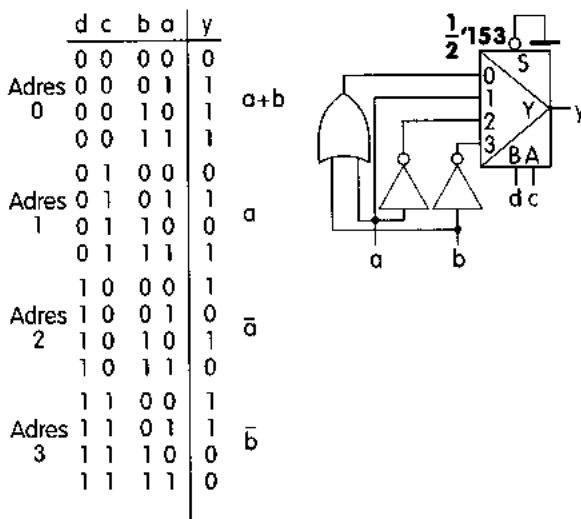 d c b a y
0 0 0 0 0
0 0 0 1 1
0 0 1 0 1
0 0 1 1 1
Adres
0
a+b
0 1 0 0 0
0 1 0 1 1
0 1 1 0 0
0 1 1 1 1
Adres
1
a
1 0 0 0 1
1 0 0 1 0
1 0 1 0 1
1 0 1 1 0
Adres
2
a̅
1 1 0 0 1
1 1 0 1 1
1 1 1 0 0
1 1 1 1 0
Adres
3
b̅
½'153
S
0
1
2
3
Y
y
B A
d c
a b